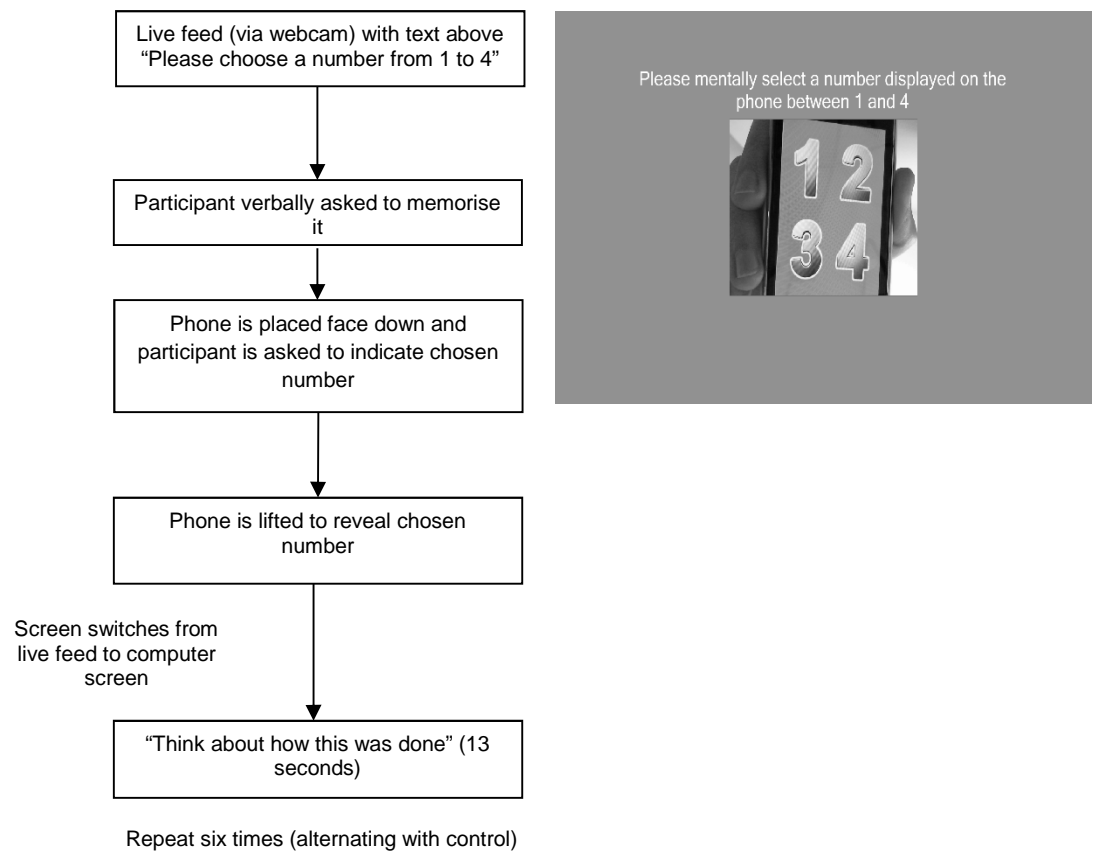 Live feed (via webcam) with text above
“Please choose a number from 1 to 4”
Participant verbally asked to memorise
it
Phone is placed face down and
participant is asked to indicate chosen
number
Phone is lifted to reveal chosen
number
Screen switches from
live feed to computer
screen
“Think about how this was done” (13
seconds)
Repeat six times (alternating with control)
Please mentally select a number displayed on the
phone between 1 and 4
1 2
3 4